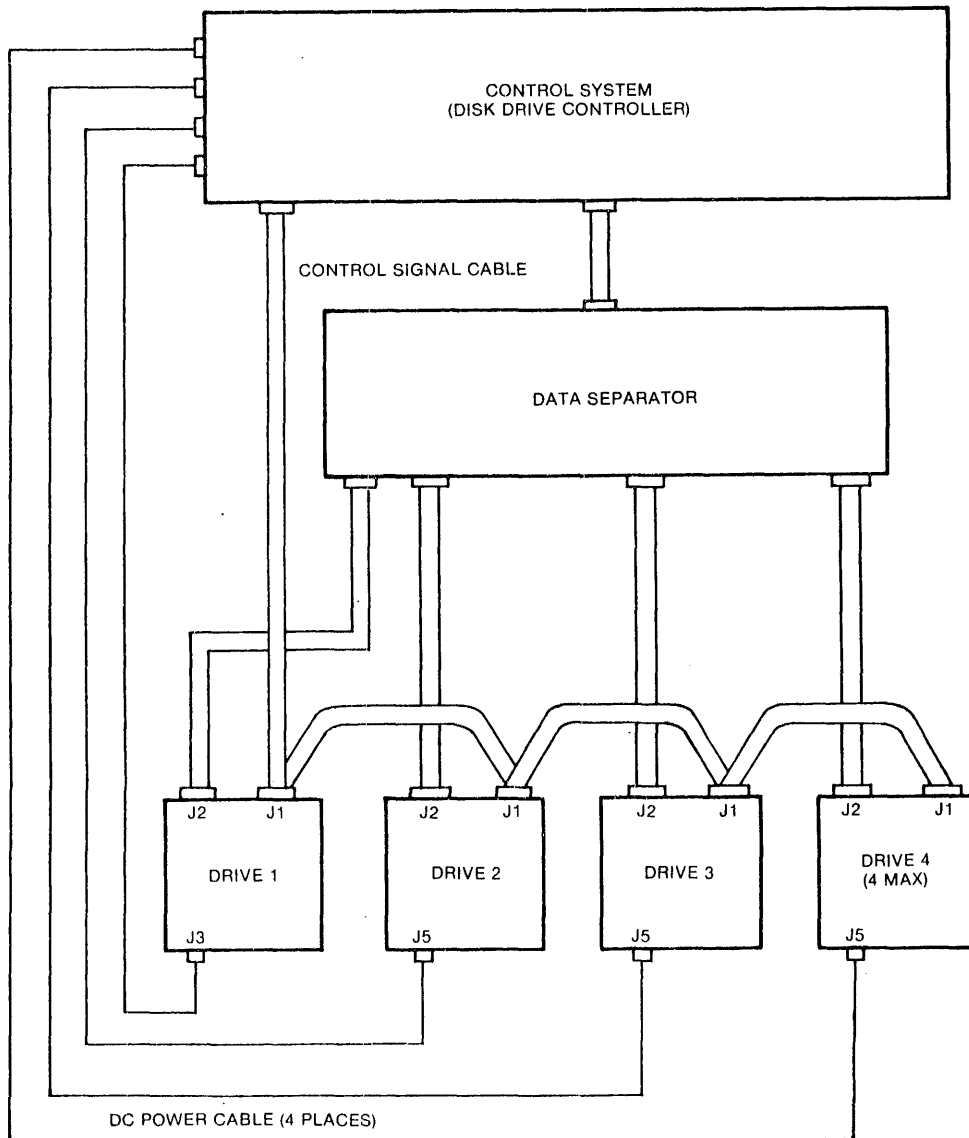 CONTROL SYSTEM
(DISK DRIVE CONTROLLER)
CONTROL SIGNAL CABLE
DATA SEPARATOR
J2 J1
DRIVE 1
J3
J2 J1
DRIVE 2
J5
J2 J1
DRIVE 3
J5
J2 J1
DRIVE 4
(4 MAX)
J5
DC POWER CABLE (4 PLACES)